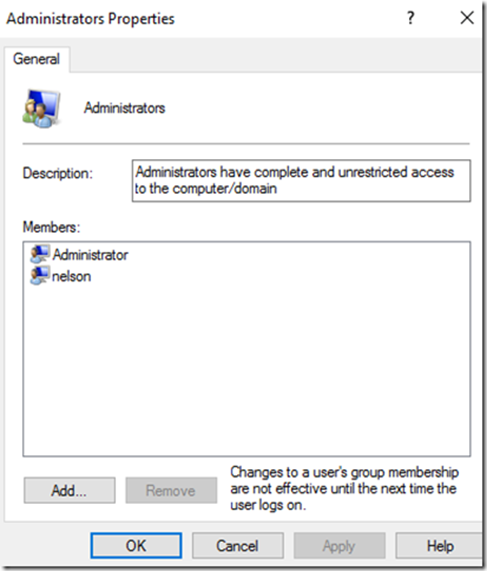 Administrators Properties
?
General
Administrators
Description:
Administrators have complete and unrestricted access
to the computer/domain
Members:
Administrator
nelson
Add...
Remove
Changes to a user's group membership
are not effective until the next time the
user logs on.
OK
Cancel
Apply
Help